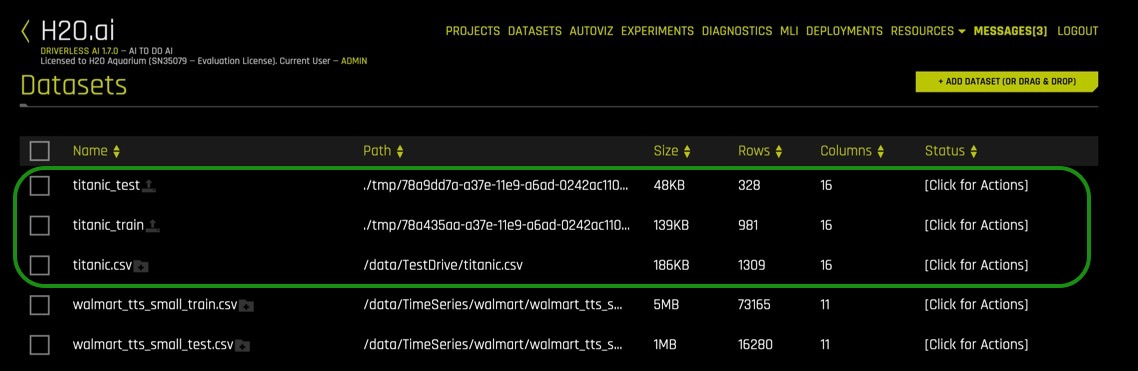 H2O.ai
PROJECTS DATASETS AUTOVIZ EXPERIMENTS DIAGNOSTICS MLI DEPLOYMENTS RESOURCES MESSAGES[3] LOGOUT
DRIVERLESS AI 1.7.0 – AI TO DO AI
Licensed to H2O Aquarium (SN35079 – Evaluation License). Current User – ADMIN
Datasets
+ ADD DATASET (OR DRAG & DROP)
Name Path Size Rows Columns Status
titanic_test ./tmp/78a9dd7a-a37e-11e9-a6ad-0242ac110... 48KB 328 16 [Click for Actions]
titanic_train ./tmp/78a435aa-a37e-11e9-a6ad-0242ac110... 139KB 981 16 [Click for Actions]
titanic.csv /data/TestDrive/titanic.csv 186KB 1309 16 [Click for Actions]
walmart_tts_small_train.csv /data/TimeSeries/walmart/walmart_tts_s... 5MB 73165 11 [Click for Actions]
walmart_tts_small_test.csv /data/TimeSeries/walmart/walmart_tts_s... 1MB 16280 11 [Click for Actions]